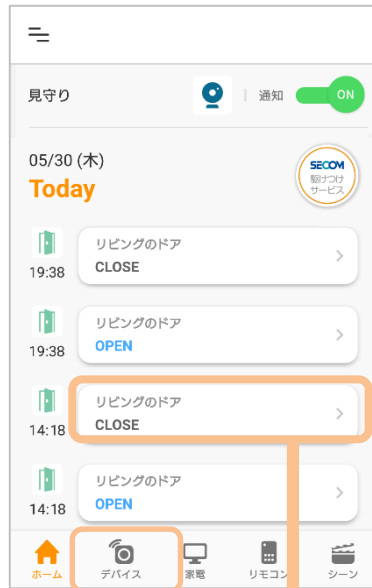 見守り
通知 ON
05/30 (木)
Today
SECOM
駆けつけ
サービス
リビングのドア
19:38 CLOSE
リビングのドア
19:38 OPEN
リビングのドア
14:18 CLOSE
リビングのドア
14:18 OPEN
ホーム デバイス 家電 リモコン シーン